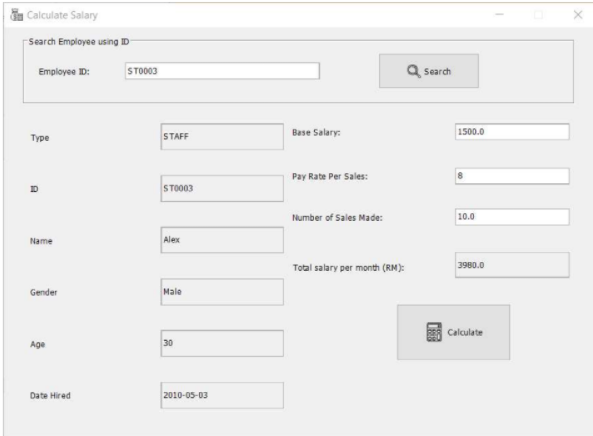 Calculate Salary
Search Employee using ID
Employee ID:
ST0003
Search
Type
STAFF
ID
ST0003
Name
Alex
Gender
Male
Age
30
Date Hired
2010-05-03
Base Salary:
1500.0
Pay Rate Per Sales:
8
Number of Sales Made:
10.0
Total salary per month (RM):
3980.0
Calculate